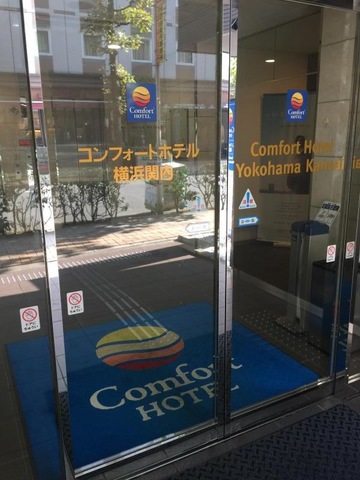 Comfort
HOTEL
コンフォートホテル
横浜関内
Comfort
HOTEL
Comfort Hotel
Yokohama Kannai
Comfort
HOTEL